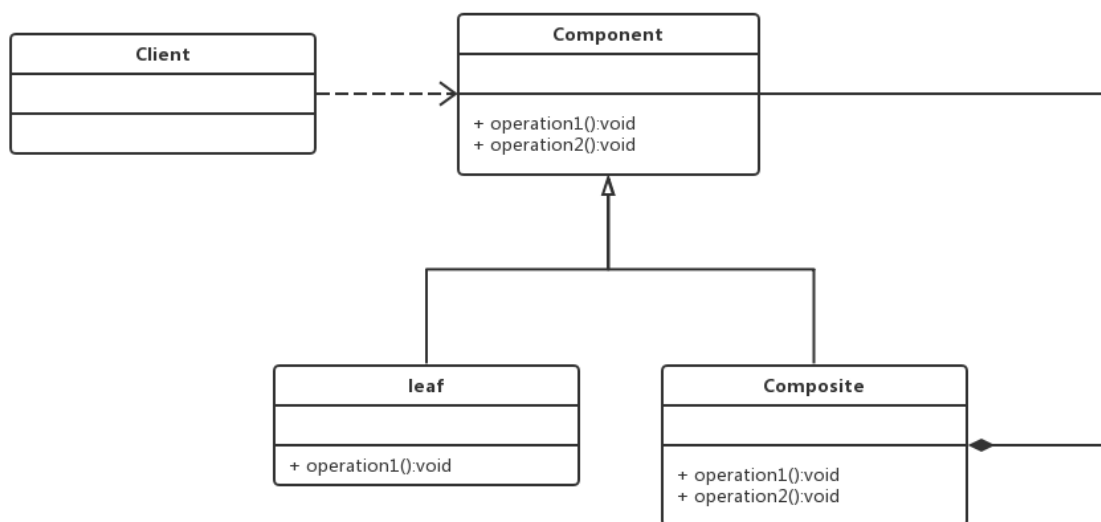 Client
Component
+ operation1():void
+ operation2():void
leaf
+ operation1():void
Composite
+ operation1():void
+ operation2():void